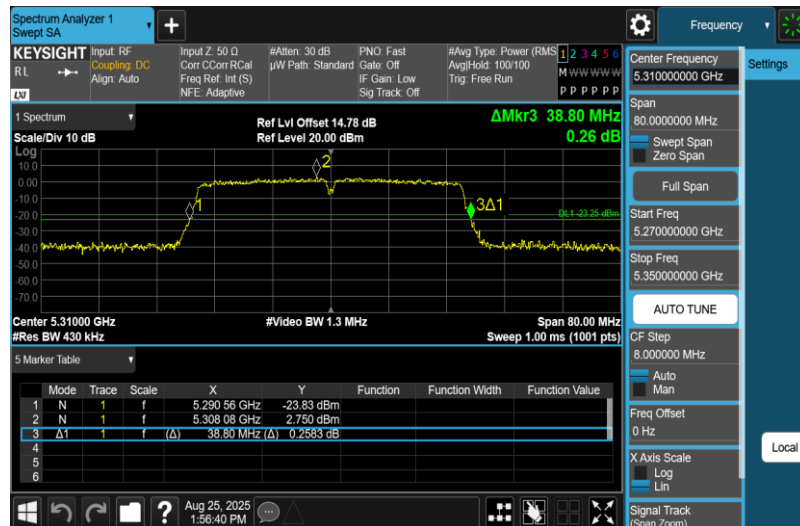 Spectrum Analyzer 1
Swept SA
Frequency
KEYSIGHT
RL
LXI
Input: RF
Coupling: DC
Align: Auto
Input Z: 50 Ω
Corr CCorr RCal
Freq Ref: Int (S)
NFE: Adaptive
#Atten: 30 dB
µW Path: Standard
PNO: Fast
Gate: Off
IF Gain: Low
Sig Track: Off
#Avg Type: Power (RMS
Avg|Hold: 100/100
Trig: Free Run
1 2 3 4 5 6
M W W W W W
P P P P P P
1 Spectrum
Scale/Div 10 dB
Ref Lvl Offset 14.78 dB
Ref Level 20.00 dBm
ΔMkr3 38.80 MHz
0.26 dB
Log
10.0
0.00
-10.0
-20.0
-30.0
-40.0
-50.0
-60.0
-70.0
2
1
3Δ1
DL1 -23.25 dBm
Center 5.31000 GHz
#Video BW 1.3 MHz
Span 80.00 MHz
#Res BW 430 kHz
Sweep 1.00 ms (1001 pts)
5 Marker Table
Mode Trace Scale X Y Function Function Width Function Value
1 N 1 f 5.290 56 GHz -23.83 dBm
2 N 1 f 5.308 08 GHz 2.750 dBm
3 Δ1 1 f (Δ) 38.80 MHz (Δ) 0.2583 dB
4
5
6
Aug 25, 2025
1:56:40 PM
Center Frequency
5.310000000 GHz
Span
80.0000000 MHz
Swept Span
Zero Span
Full Span
Start Freq
5.270000000 GHz
Stop Freq
5.350000000 GHz
AUTO TUNE
CF Step
8.000000 MHz
Auto
Man
Freq Offset
0 Hz
X Axis Scale
Log
Lin
Signal Track
(Span Zoom)
Settings
Local